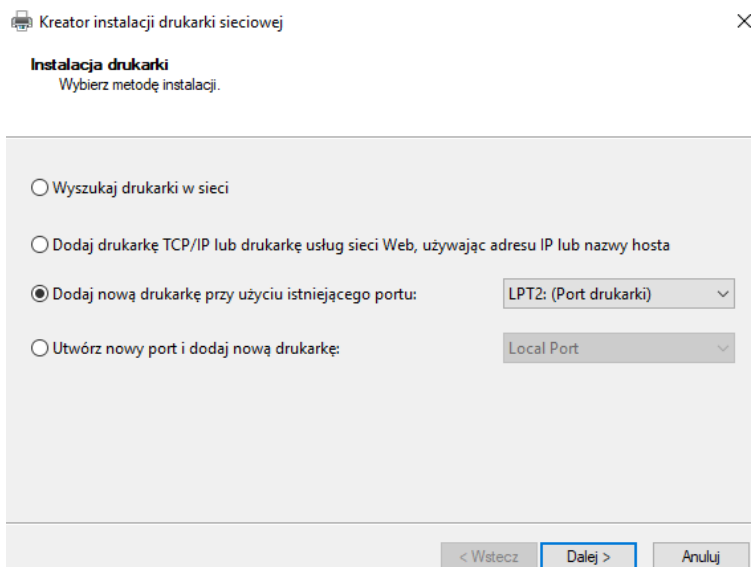 Kreator instalacji drukarki sieciowej
Instalacja drukarki
Wybierz metodę instalacji.
Wyszukaj drukarki w sieci
Dodaj drukarkę TCP/IP lub drukarkę usług sieci Web, używając adresu IP lub nazwy hosta
Dodaj nową drukarkę przy użyciu istniejącego portu: LPT2: (Port drukarki)
Utwórz nowy port i dodaj nową drukarkę: Local Port
< Wstecz Dalej > Anuluj